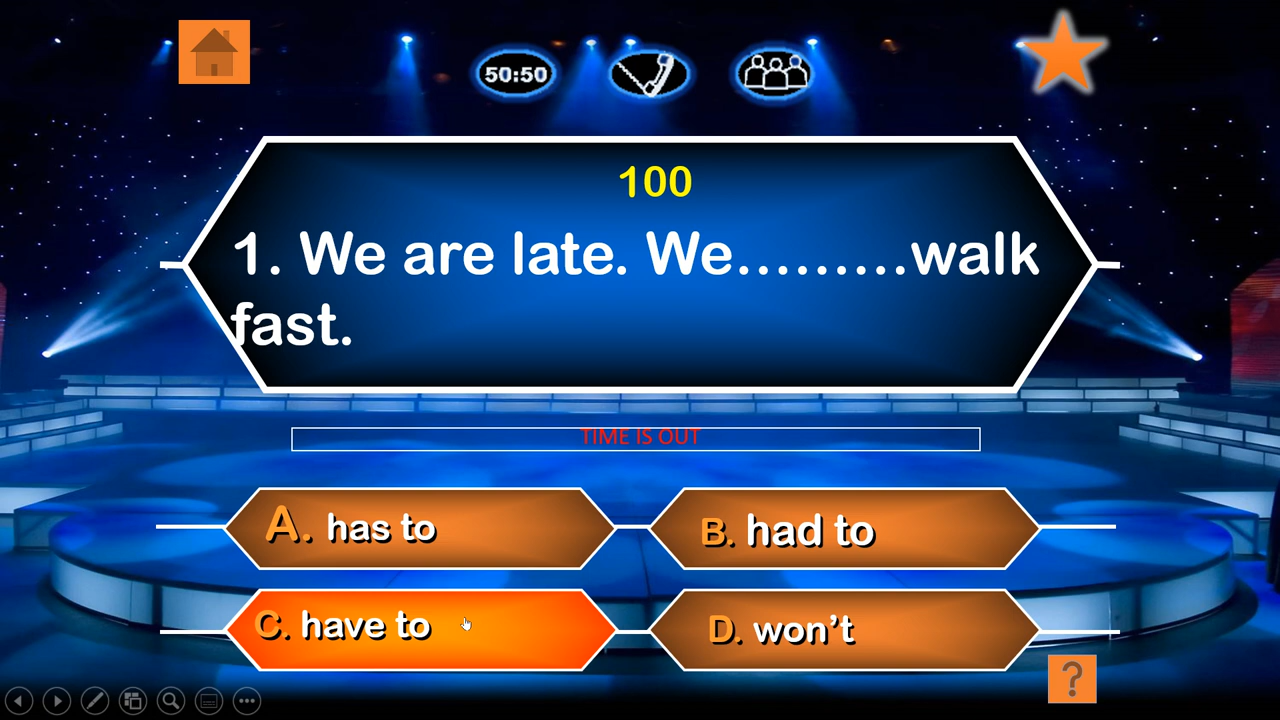 50:50
100
1. We are late. We.........walk
fast.
TIME IS OUT
A. has to
B. had to
C. have to
D. won't
?